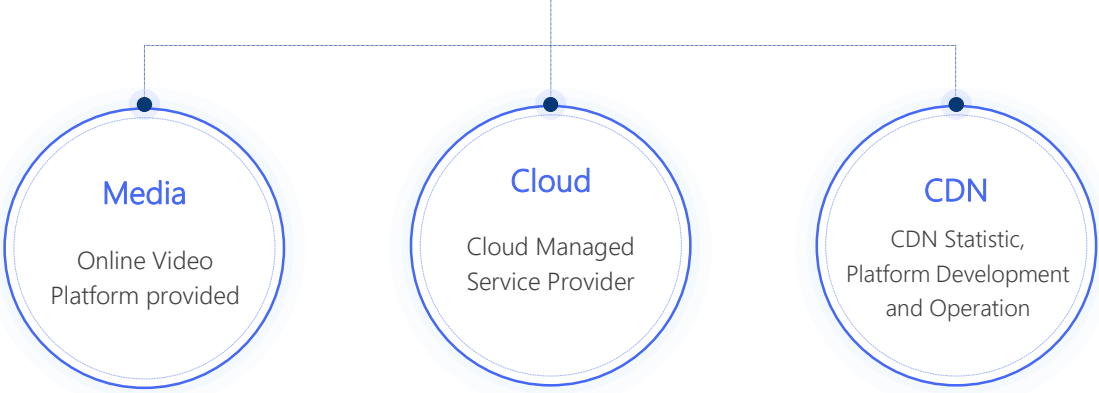 Media
Online Video
Platform provided
Cloud
Cloud Managed
Service Provider
CDN
CDN Statistic,
Platform Development
and Operation